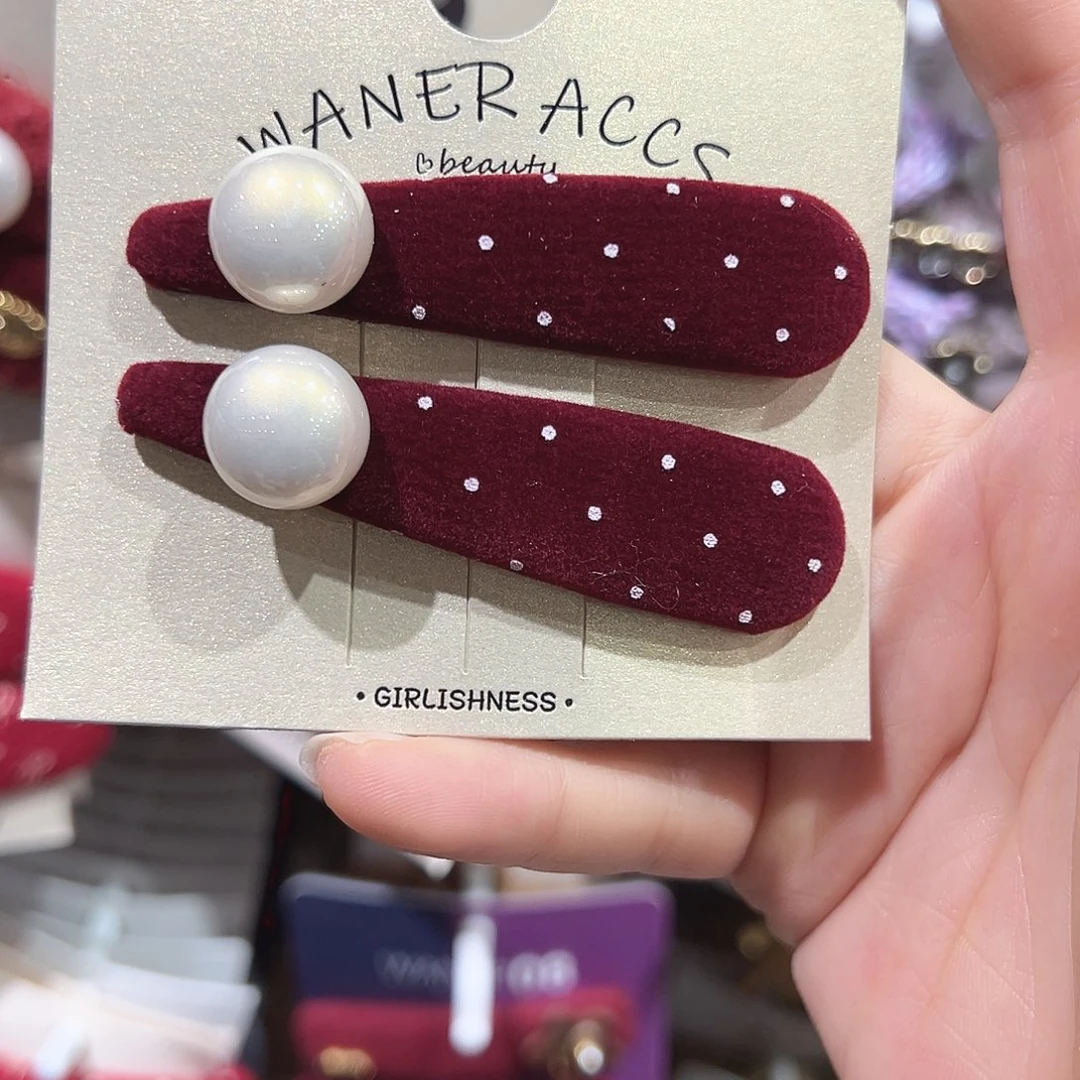 WANER ACCS
beauty
• GIRLISHNESS •